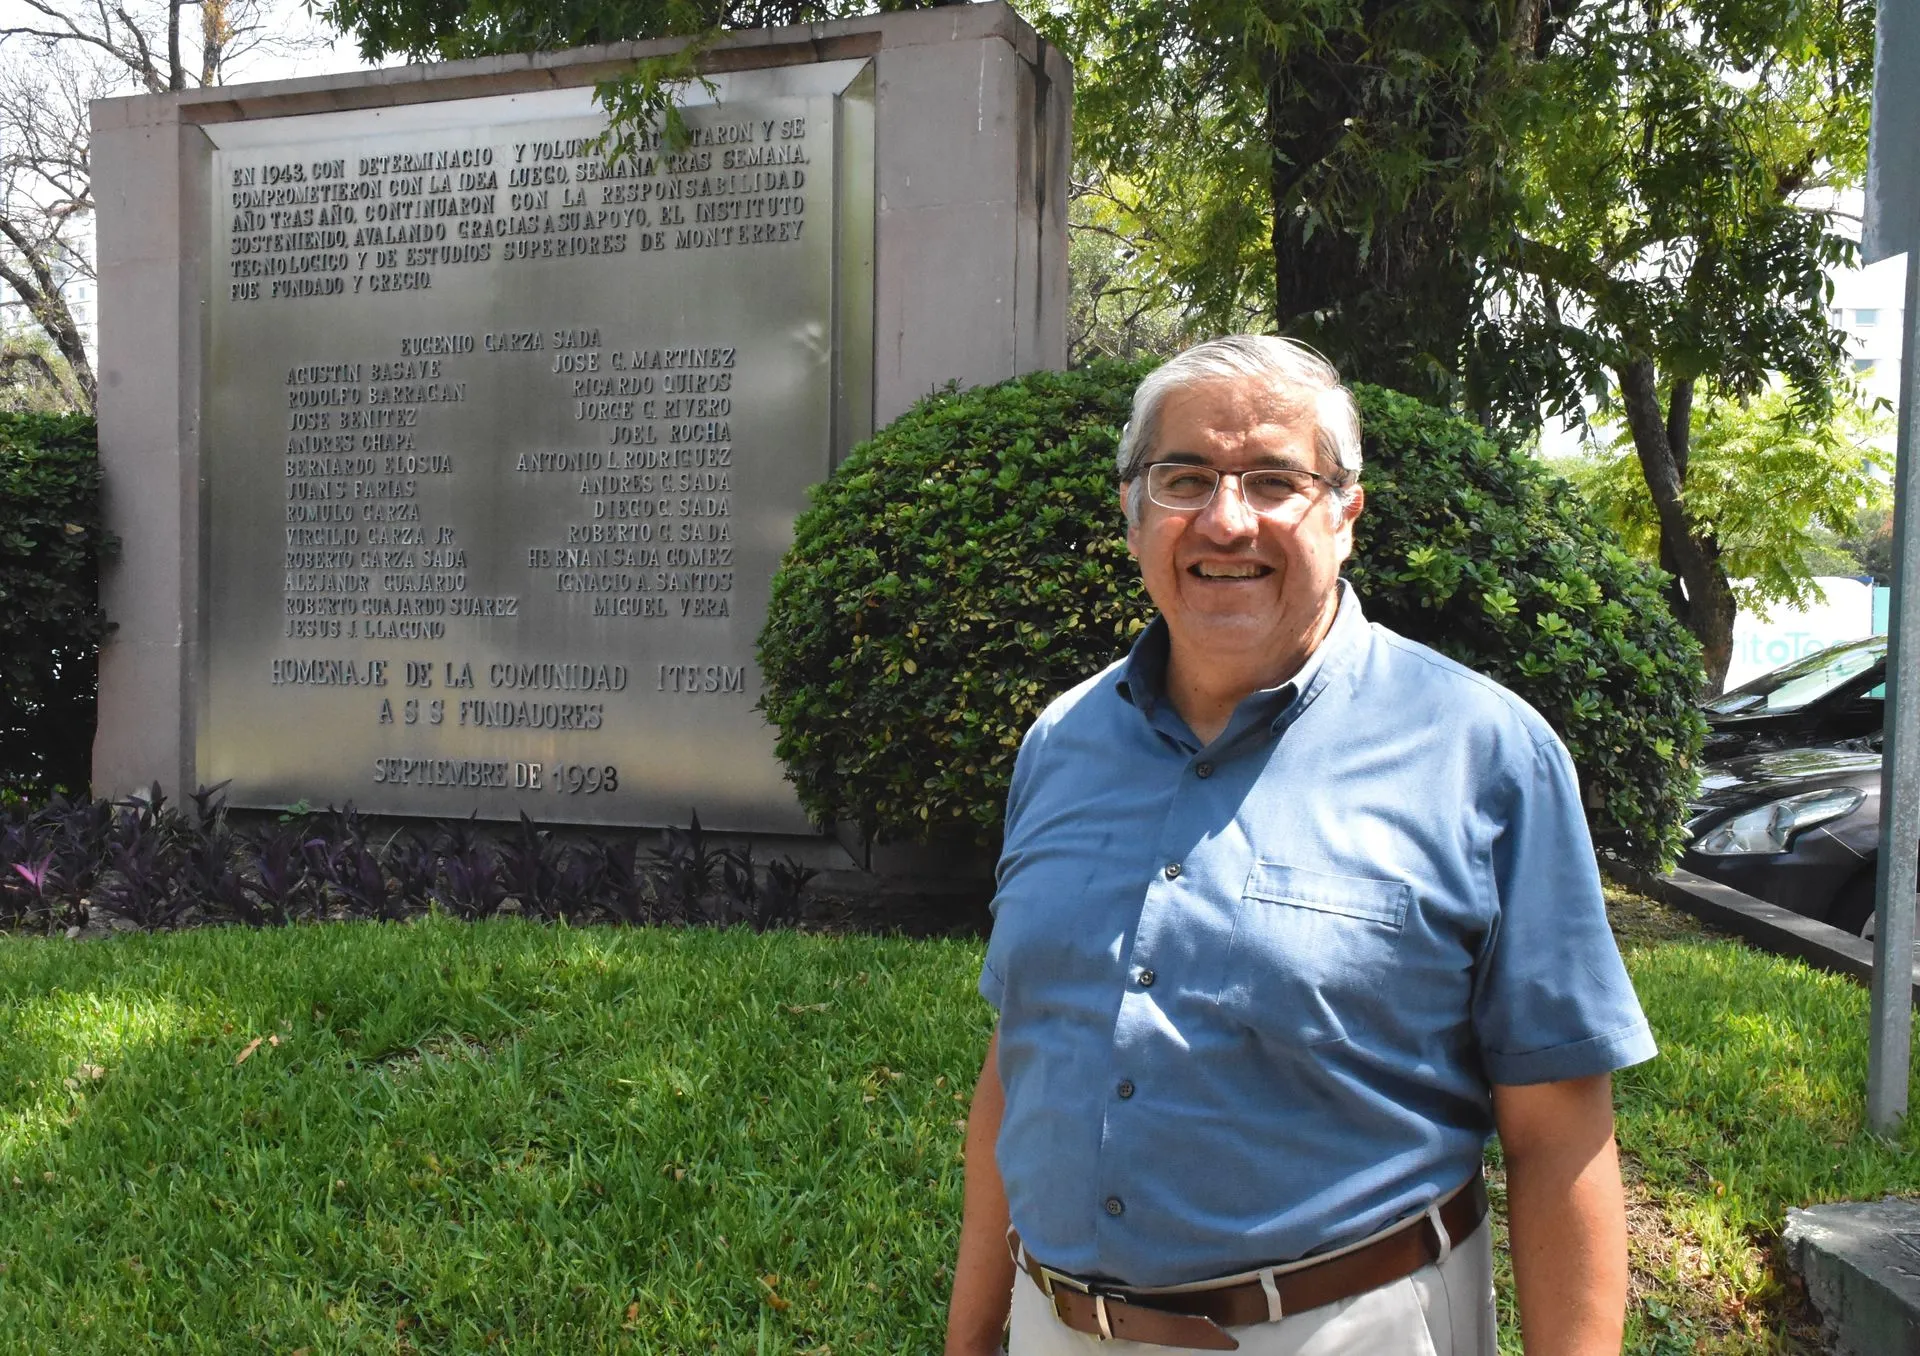 EN 1943, CON DETERMINACIO Y VOLUN AC TARON Y SE
COMPROMETIERON CON LA IDEA LUEGO, SEMANA TRAS SEMANA,
AÑO TRAS AÑO, CONTINUARON CON LA RESPONSABILIDAD
SOSTENIENDO, AVALANDO GRACIAS A SU APOYO, EL INSTITUTO
TECNOLOGICO Y DE ESTUDIOS SUPERIORES DE MONTERREY
FUE FUNDADO Y CRECIO.
EUGENIO GARZA SADA
AGUSTIN BASAVE
RODOLFO BARRAGAN
JOSE BENITEZ
ANDRES CHAPA
BERNARDO ELOSUA
JUAN S FARIAS
ROMULO GARZA
VIRGILIO GARZA JR
ROBERTO GARZA SADA
ALEJANDR GUAJARDO
ROBERTO GUAJARDO SUAREZ
JESUS J. LLAGUNO
JOSE G. MARTINEZ
RICARDO QUIROS
JORGE G. RIVERO
JOEL ROCHA
ANTONIO L. RODRIGUEZ
ANDRES G. SADA
DIEGO G. SADA
ROBERTO G. SADA
HERNAN SADA GOMEZ
IGNACIO A. SANTOS
MIGUEL VERA
HOMENAJE DE LA COMUNIDAD ITESM
A S S FUNDADORES
SEPTIEMBRE DE 1993